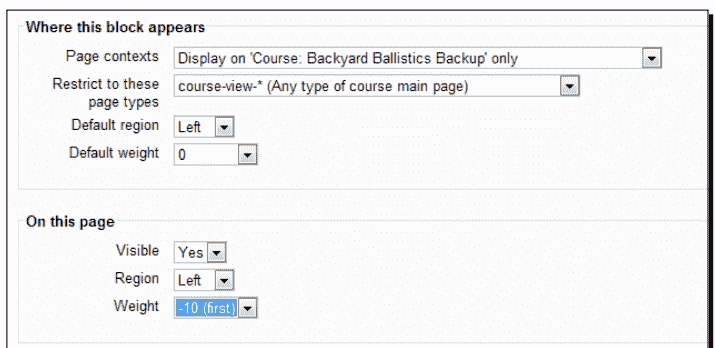 Where this block appears
Page contexts Display on 'Course: Backyard Ballistics Backup' only
Restrict to these page types course-view-* (Any type of course main page)
Default region Left
Default weight 0
On this page
Visible Yes
Region Left
Weight -10 (first)